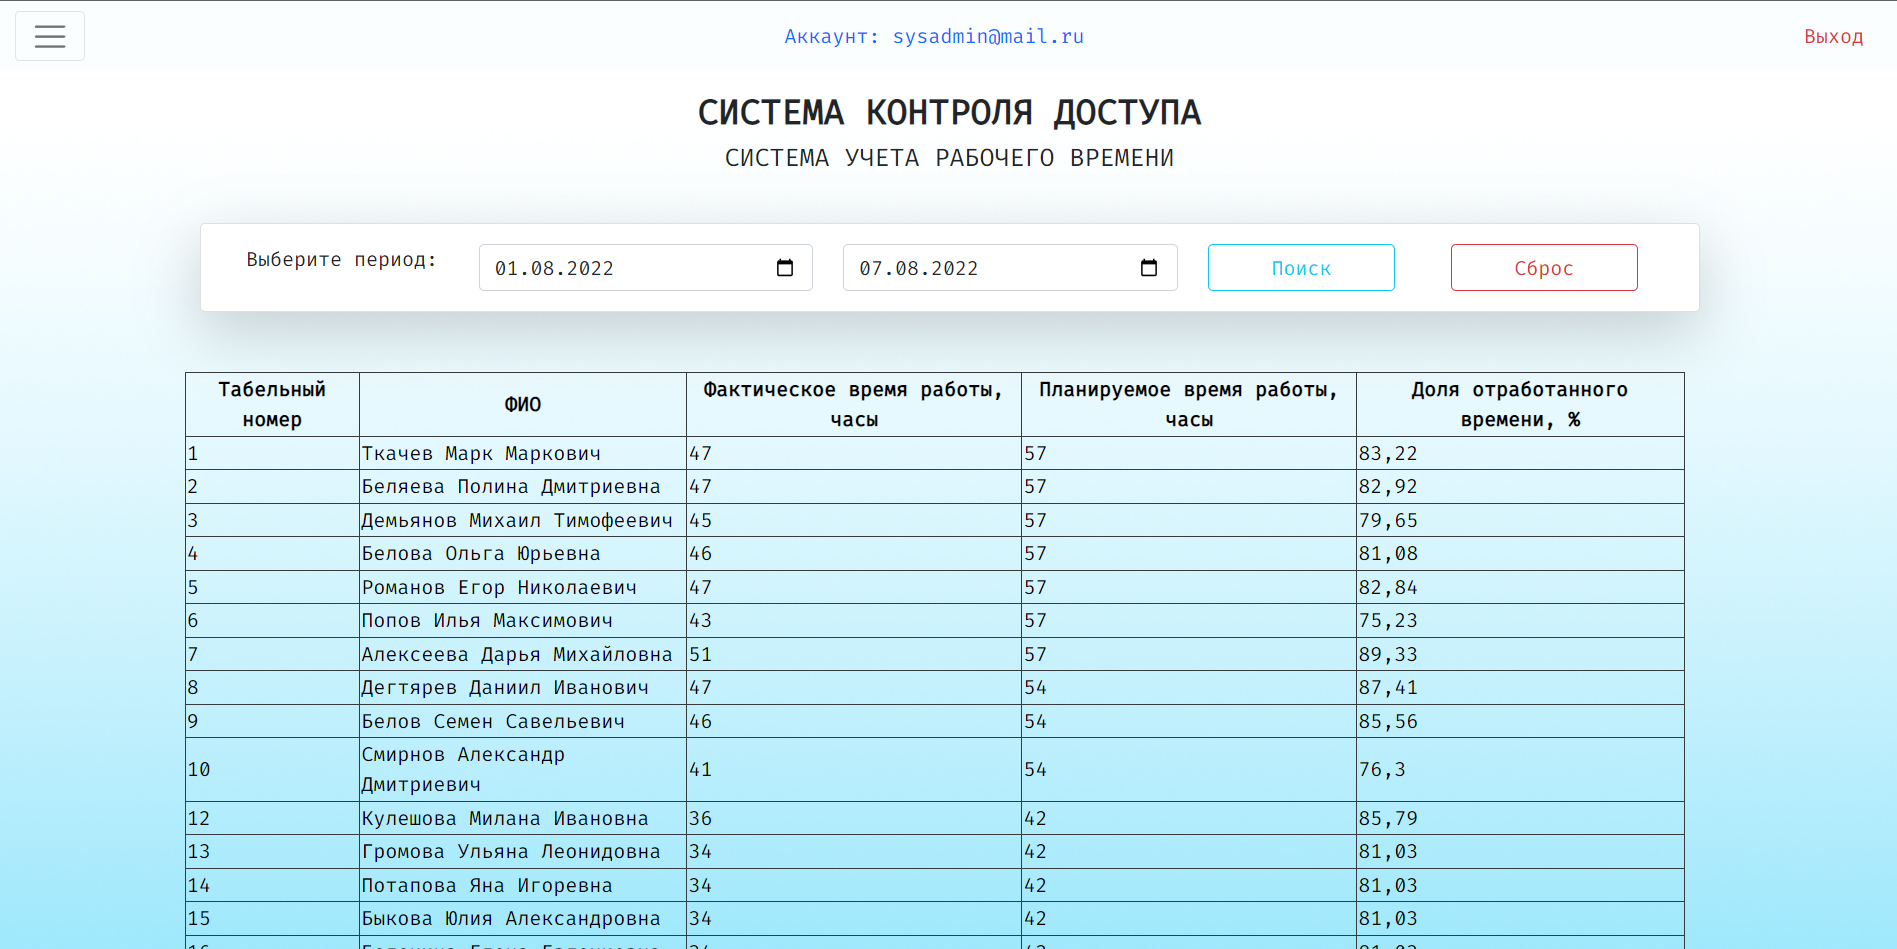 Аккаунт: sysadmin@mail.ru
Выход
СИСТЕМА КОНТРОЛЯ ДОСТУПА
СИСТЕМА УЧЕТА РАБОЧЕГО ВРЕМЕНИ
Выберите период: 01.08.2022 07.08.2022 Поиск Сброс
Табельный номер ФИО Фактическое время работы, часы Планируемое время работы, часы Доля отработанного времени, %
1 Ткачев Марк Маркович 47 57 83,22
2 Беляева Полина Дмитриевна 47 57 82,92
3 Демьянов Михаил Тимофеевич 45 57 79,65
4 Белова Ольга Юрьевна 46 57 81,08
5 Романов Егор Николаевич 47 57 82,84
6 Попов Илья Максимович 43 57 75,23
7 Алексеева Дарья Михайловна 51 57 89,33
8 Дегтярев Даниил Иванович 47 54 87,41
9 Белов Семен Савельевич 46 54 85,56
10 Смирнов Александр Дмитриевич 41 54 76,3
12 Кулешова Милана Ивановна 36 42 85,79
13 Громова Ульяна Леонидовна 34 42 81,03
14 Потапова Яна Игоревна 34 42 81,03
15 Быкова Юлия Александровна 34 42 81,03